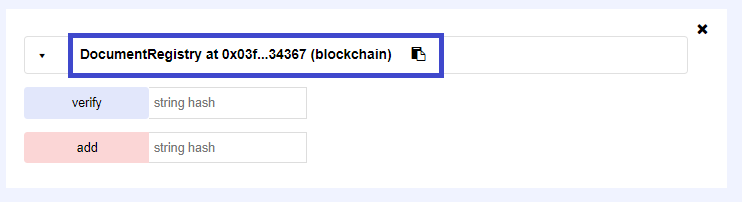 DocumentRegistry at 0x03f...34367 (blockchain)
verify string hash
add string hash